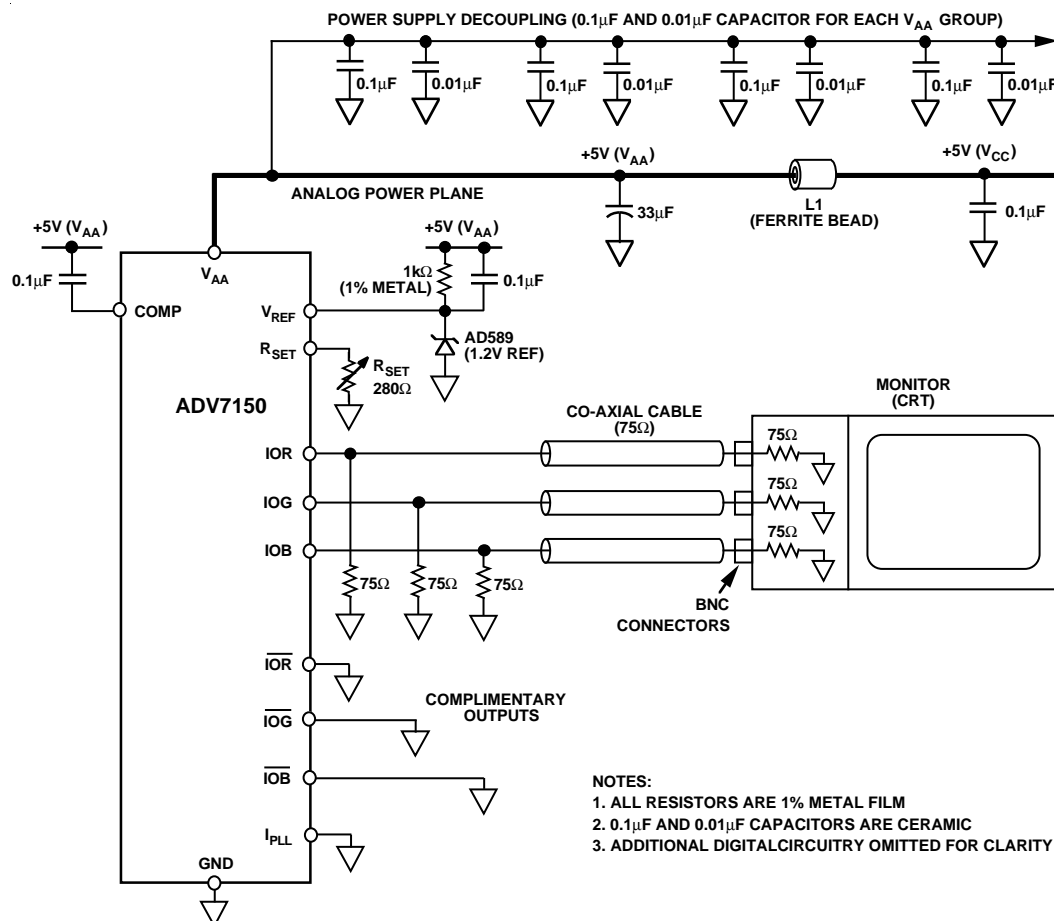 POWER SUPPLY DECOUPLING (0.1μF AND 0.01μF CAPACITOR FOR EACH VAA GROUP)
0.1μF
0.01μF
0.1μF
0.01μF
0.1μF
0.01μF
0.1μF
0.01μF
+5V (VAA)
+5V (VCC)
ANALOG POWER PLANE
33μF
L1
(FERRITE BEAD)
0.1μF
+5V (VAA)
0.1μF
VAA
COMP
+5V (VAA)
1kΩ
(1% METAL)
0.1μF
VREF
AD589
(1.2V REF)
RSET
RSET
280Ω
ADV7150
MONITOR
(CRT)
CO-AXIAL CABLE
(75Ω)
IOR
75Ω
IOG
75Ω
IOB
75Ω
75Ω
75Ω
75Ω
BNC
CONNECTORS
IOR
COMPLIMENTARY
OUTPUTS
IOG
IOB
IPLL
GND
NOTES:
1. ALL RESISTORS ARE 1% METAL FILM
2. 0.1μF AND 0.01μF CAPACITORS ARE CERAMIC
3. ADDITIONAL DIGITALCIRCUITRY OMITTED FOR CLARITY